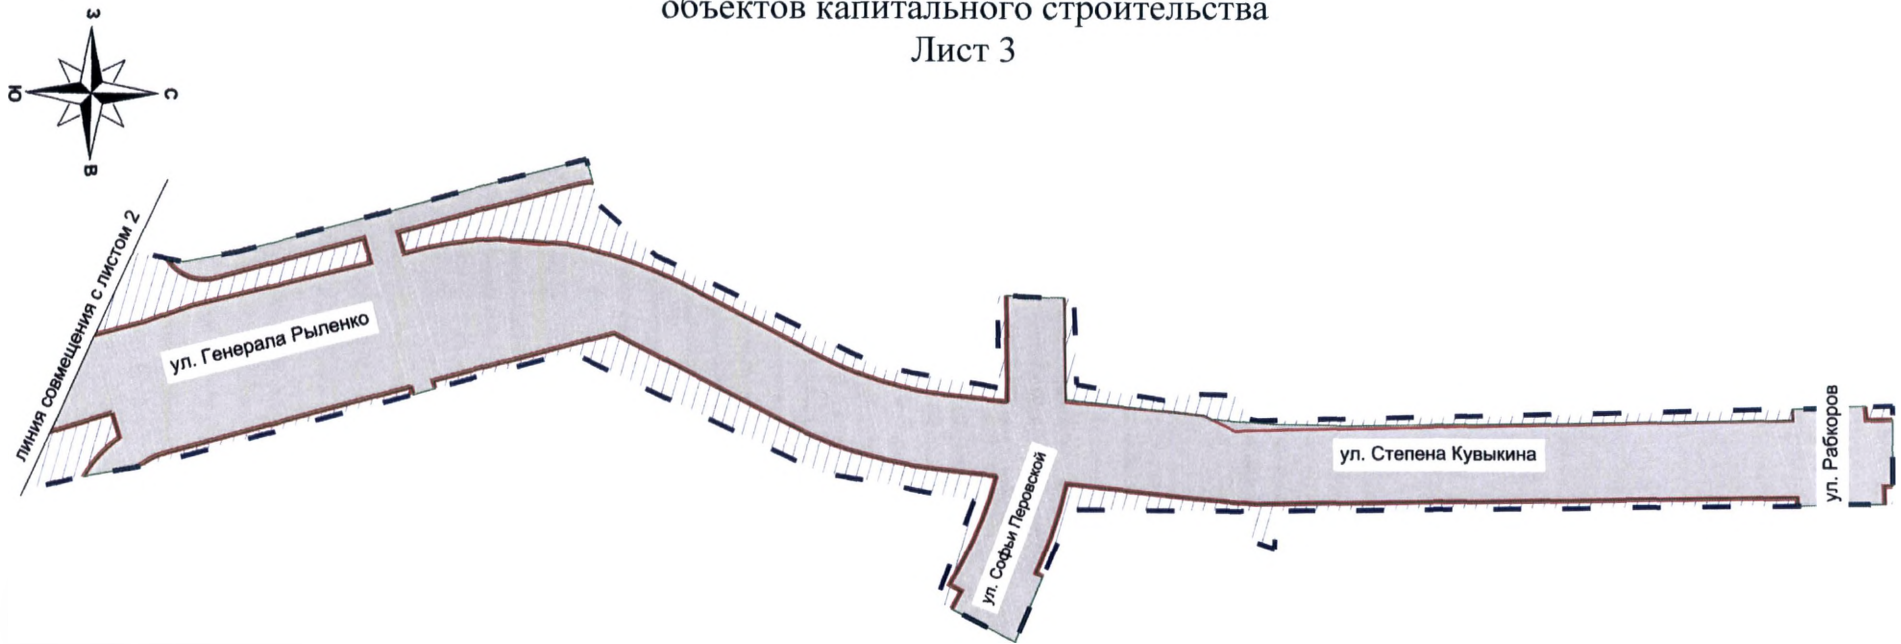 объектов капитального строительства
Лист 3
З
Ю
С
В
линия совмещения с листом 2
ул. Генерала Рыленко
ул. Софьи Перовской
ул. Степена Кувыкина
ул. Рабкоров